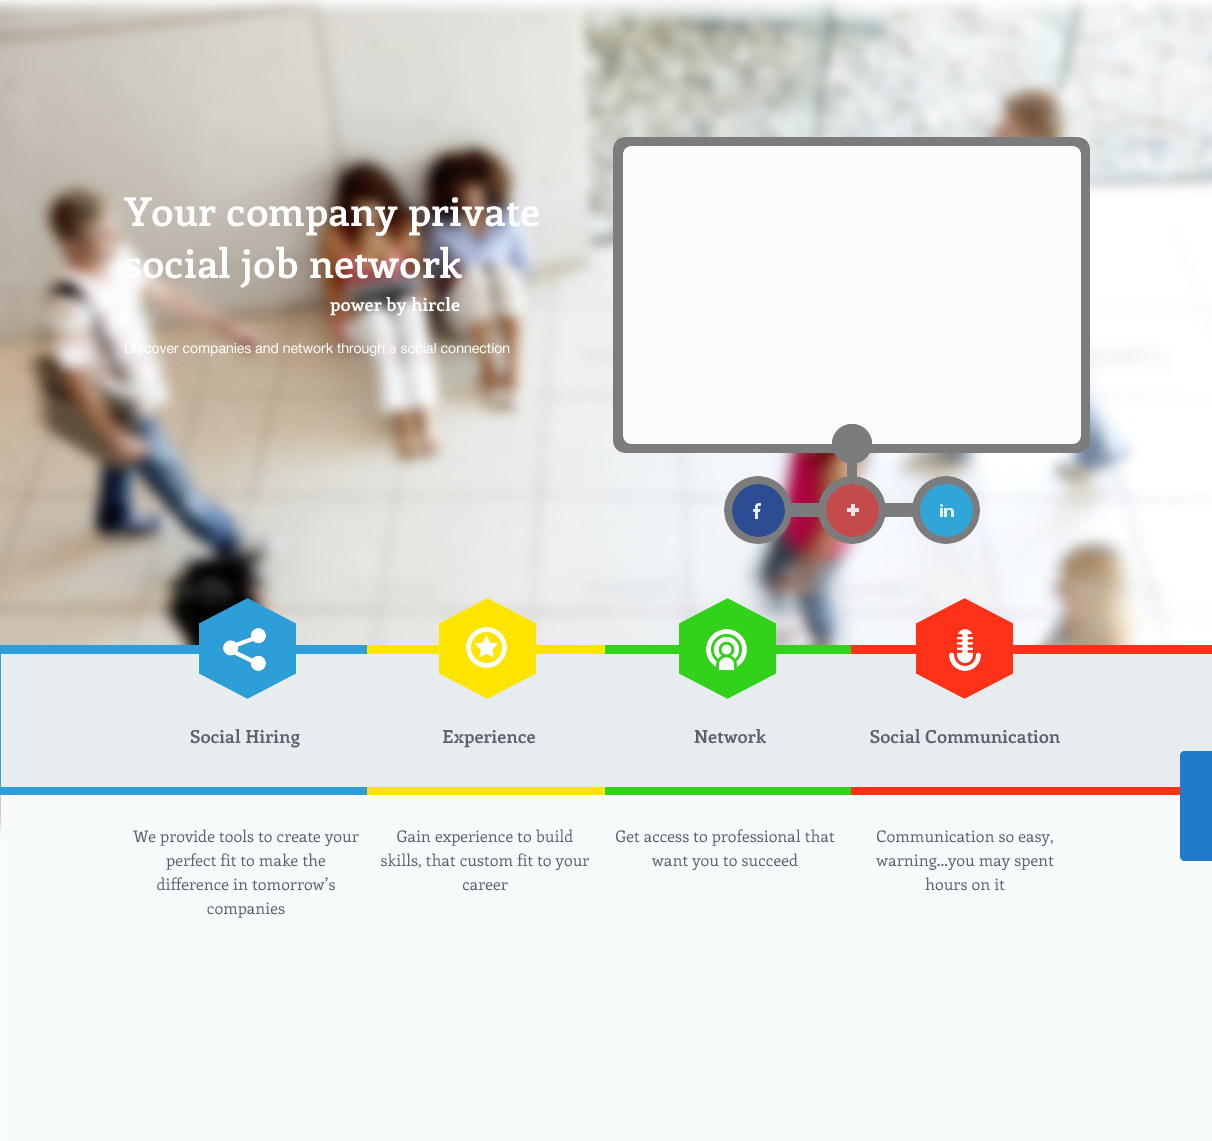 Your company private
social job network
power by hircle
Discover companies and network through a social connection
f
in
Social Hiring
Experience
Network
Social Communication
We provide tools to create your
perfect fit to make the
difference in tomorrow's
companies
Gain experience to build
skills, that custom fit to your
career
Get access to professional that
want you to succeed
Communication so easy,
warning...you may spent
hours on it